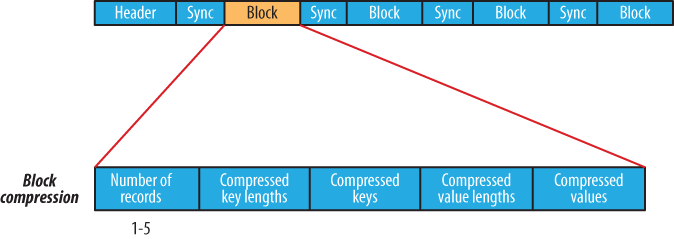 Header Sync Block Sync Block Sync Block Sync Block
Block
compression
Number of
records
Compressed
key lengths
Compressed
keys
Compressed
value lengths
Compressed
values
1-5